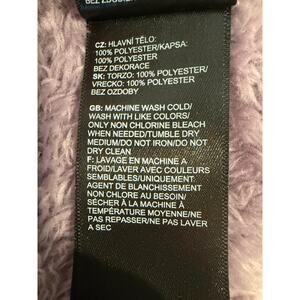 CZ: HLAVNÍ TĚLO:
100% POLYESTER/KAPSA:
100% POLYESTER/
BEZ DEKORACE
SK: TORZO: 100% POLYESTER/
VRECKO: 100% POLYESTER/
BEZ OZDOBY
GB: MACHINE WASH COLD/
WASH WITH LIKE COLORS/
ONLY NON CHLORINE BLEACH
WHEN NEEDED/TUMBLE DRY
MEDIUM/DO NOT IRON/DO NOT
DRY CLEAN
F: LAVAGE EN MACHINE A
FROID/LAVER AVEC COULEURS
SEMBLABLES/UNIQUEMENT
AGENT DE BLANCHISSEMENT
NON CHLORE AU BESOIN/
SÉCHER À LA MACHINE À
TEMPÉRATURE MOYENNE/NE
PAS REPASSER/NE PAS LAVER
A SEC